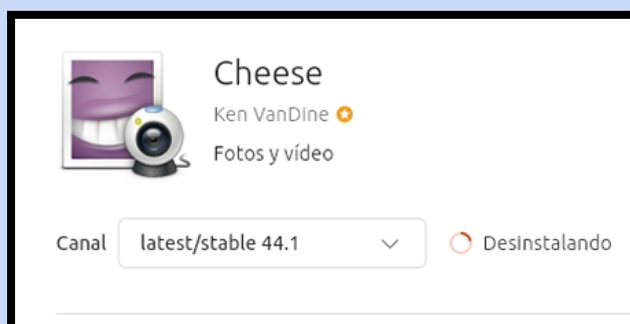 Cheese
Ken VanDine
Fotos y vídeo
Canal latest/stable 44.1 Desinstalando